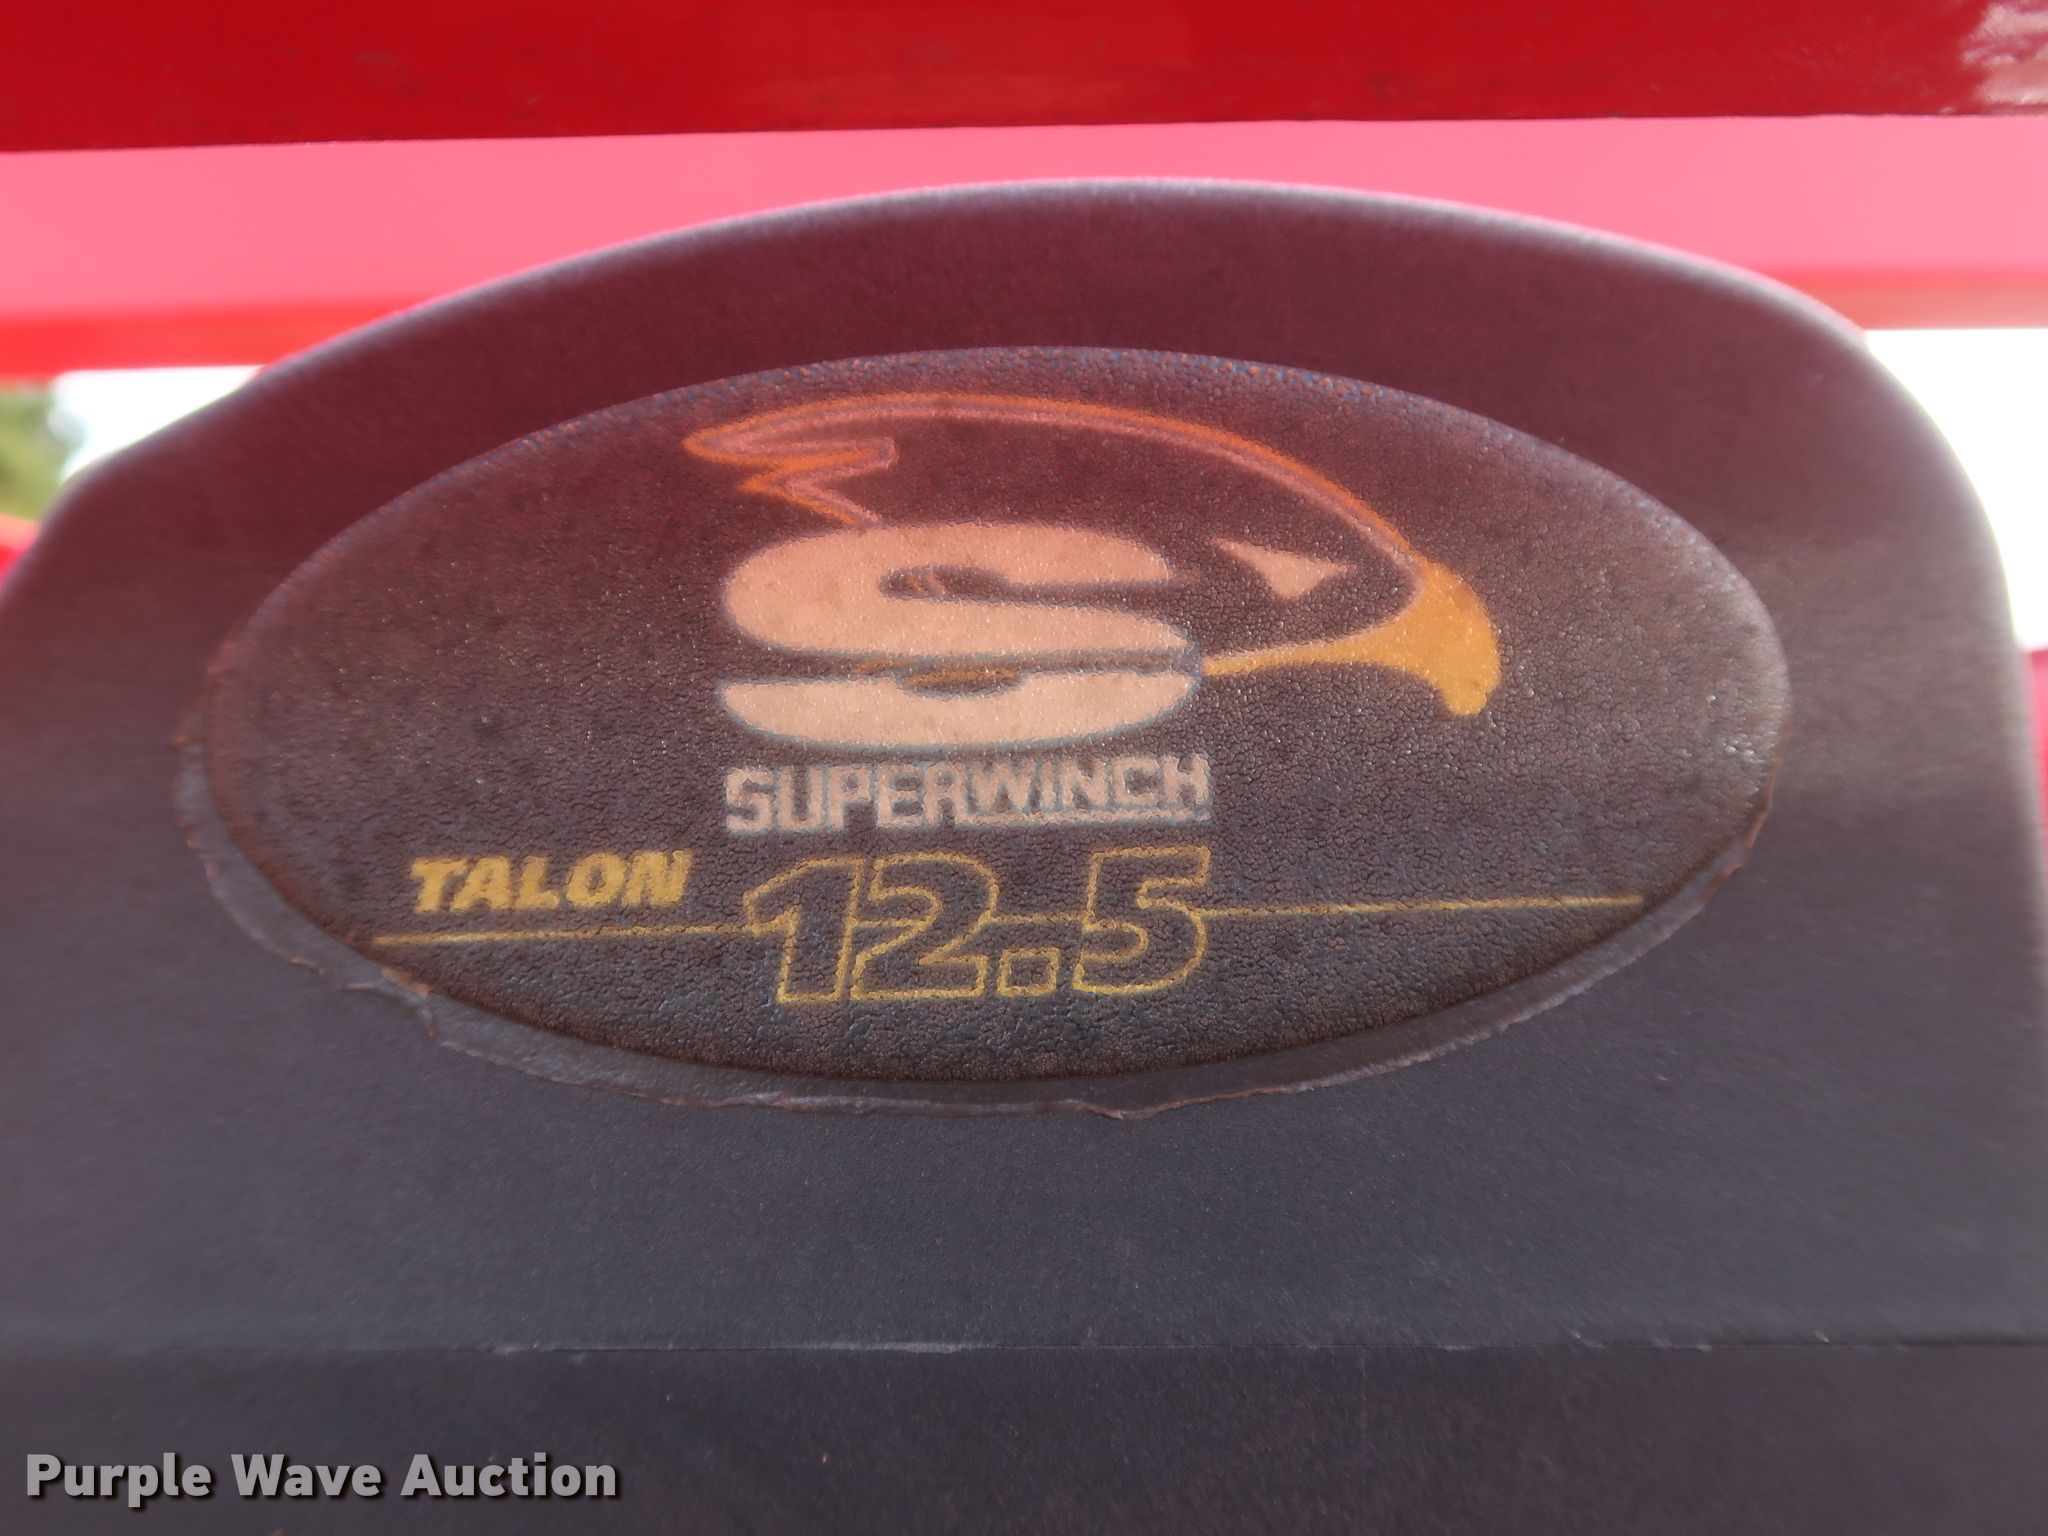 S
SUPERWINCH
TALON 12.5
Purple Wave Auction